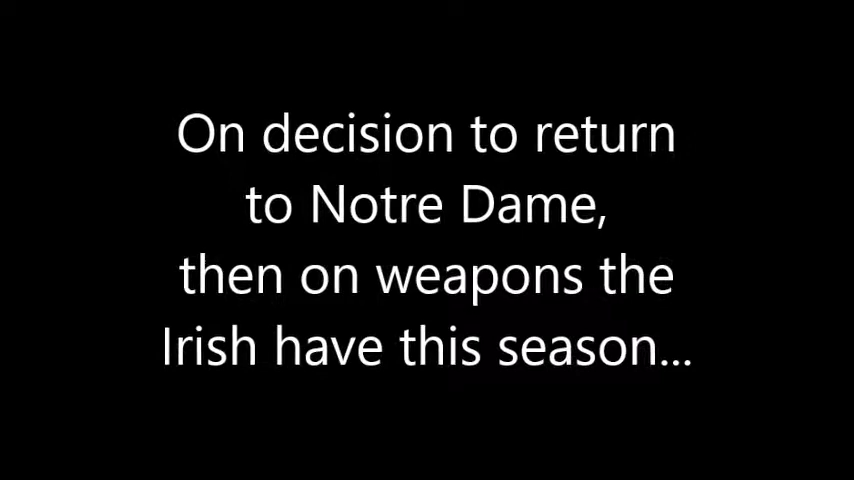 On decision to return
to Notre Dame,
then on weapons the
Irish have this season...